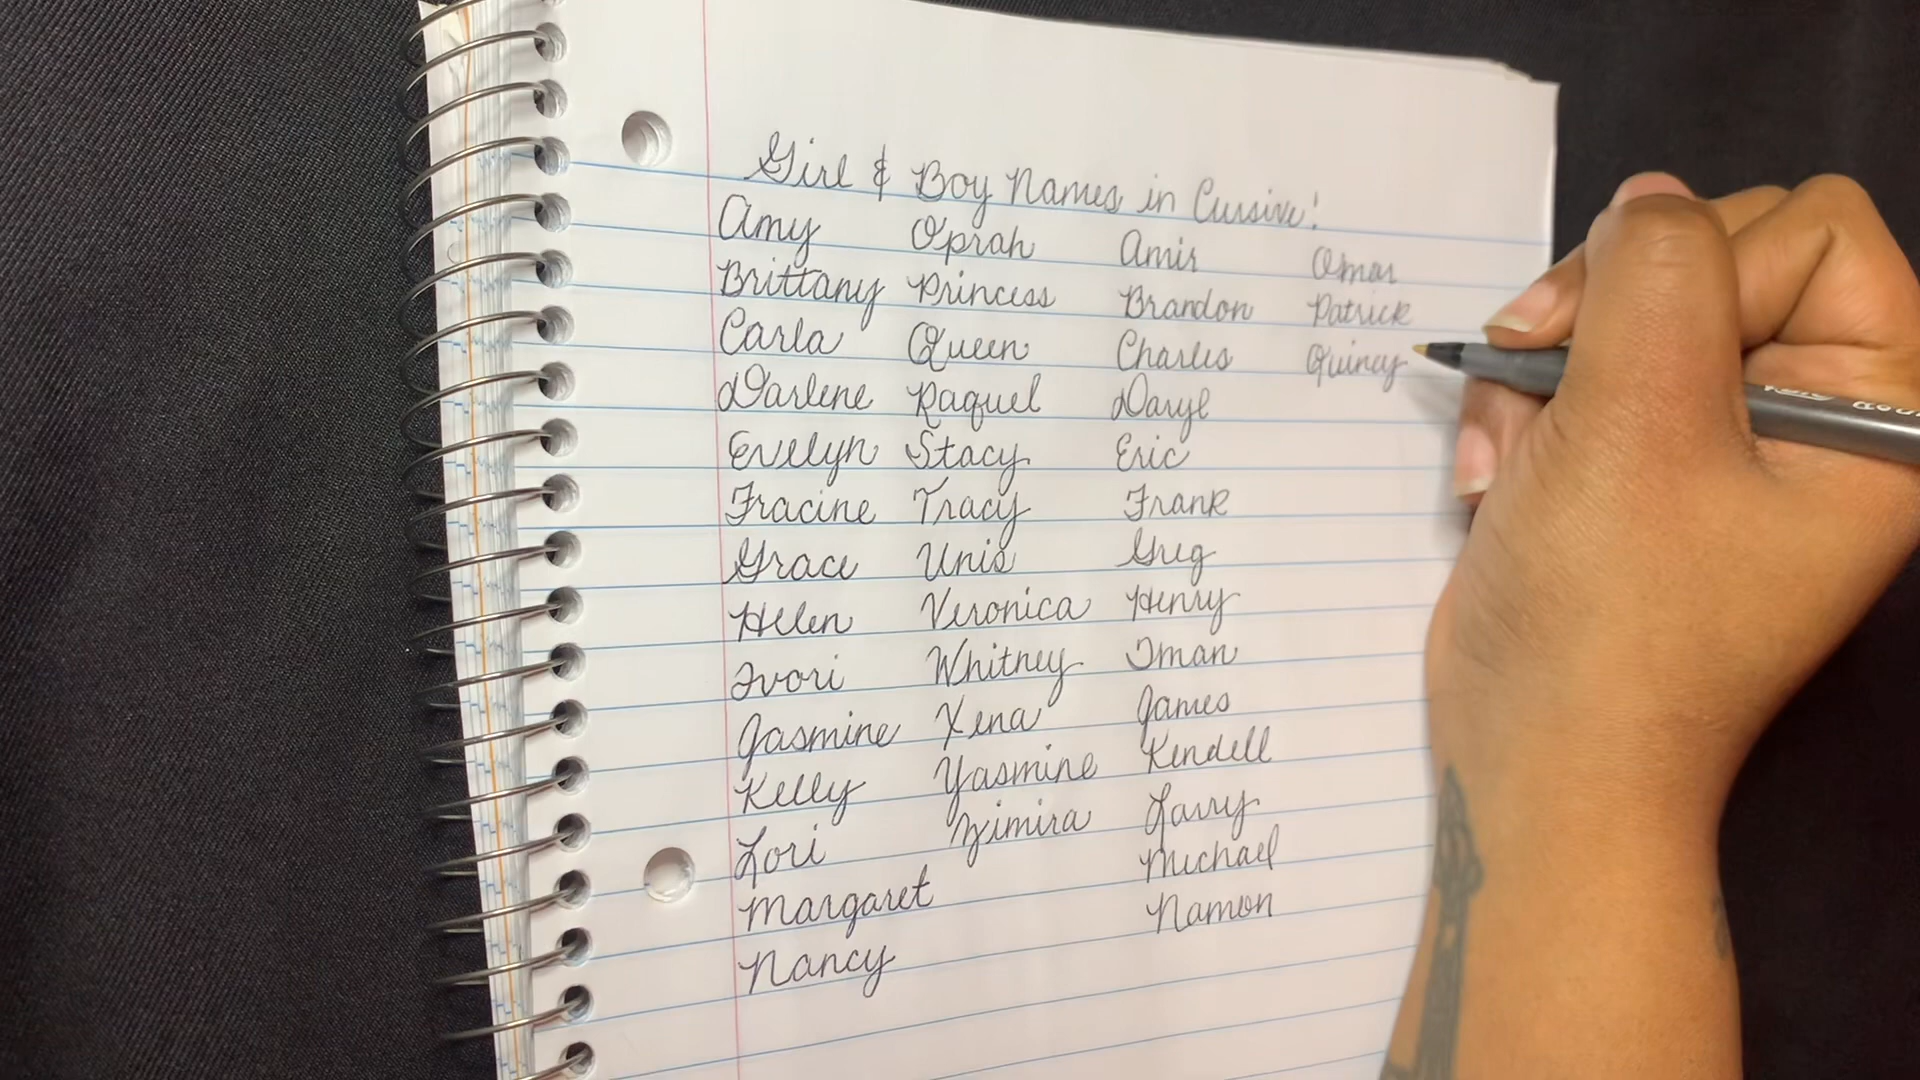 Girl & Boy Names in Cursive!
Amy Oprah Amir Omar
Brittany Princess Brandon Patrick
Carla Queen Charles Quincy
Darlene Raquel Daryl
Evelyn Stacy Eric
Fracine Tracy Frank
Grace Unis Greg
Helen Veronica Henry
Ivori Whitney Iman
Jasmine Xena James
Kelly Yasmine Kendell
Lori Zimira Larry
Margaret Michael
Nancy Namon